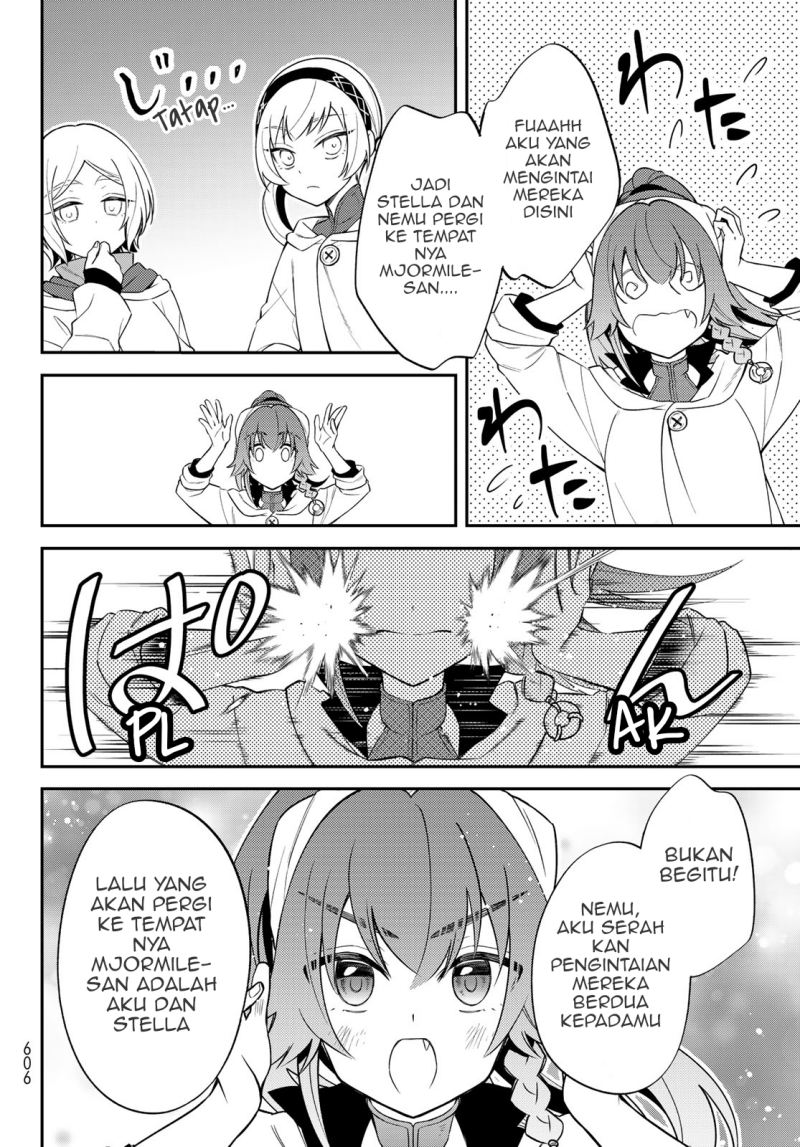 わた
FUAAHH
AKU YANG
AKAN
MENGINTAI
MEREKA
DISINI
JADI
STELLA DAN
NEMU PERGI
KE TEMPAT
NYA
MJORMILE-
SAN....
わた
じ、、、
Tatap...
ぱん
PL
AK
BUKAN
BEGITU!
NEMU,
AKU SERAH
KAN
PENGINTAIAN
MEREKA
BERDUA
KEPADAMU
LALU YANG
AKAN PERGI
KE TEMPAT
NYA
MJORMILE-
SAN ADALAH
AKU DAN
STELLA
606